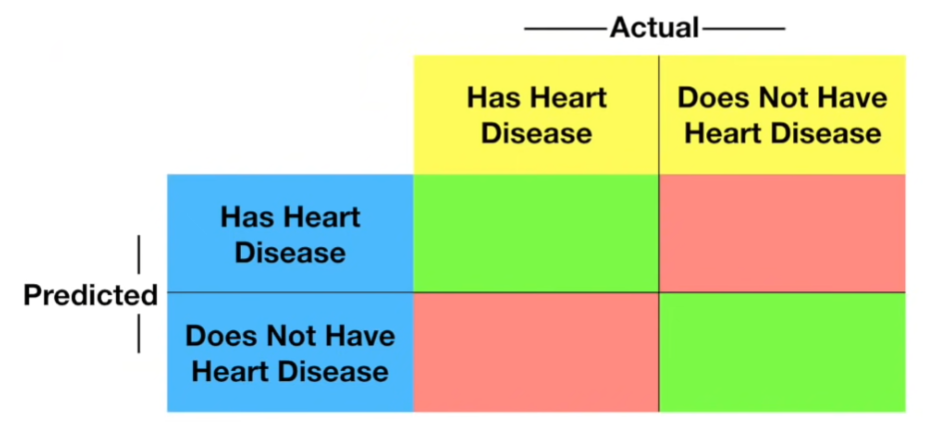 Actual
Has Heart
Disease
Does Not Have
Heart Disease
Has Heart
Disease
Predicted
Does Not Have
Heart Disease